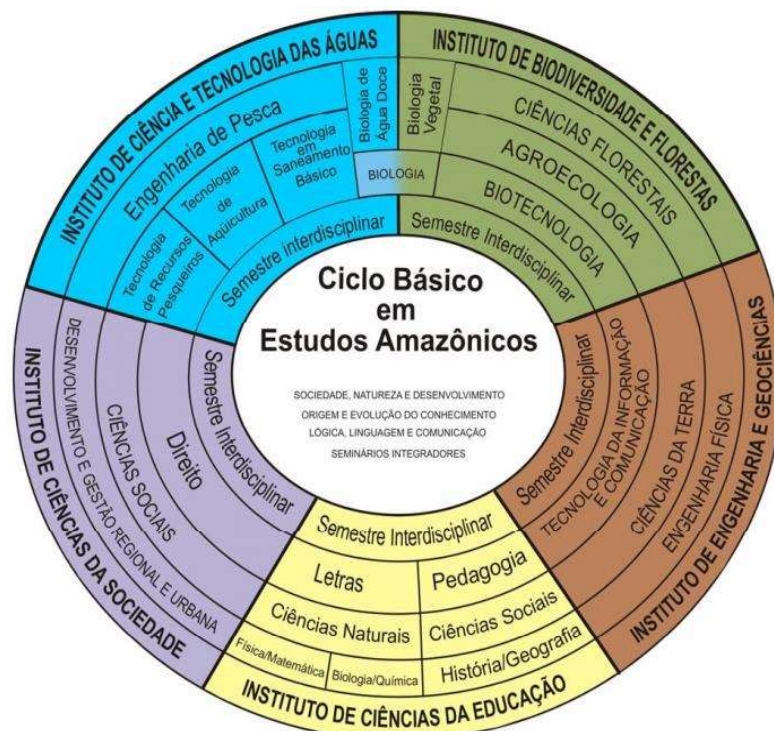 INSTITUTO DE CIÊNCIA E TECNOLOGIA DAS ÁGUAS
Engenharia de Pesca
Biologia de
Água Doce
Tecnologia
em
Saneamento
Básico
Tecnologia
de
Aqüicultura
Tecnologia
de Recursos
Pesqueiros
BIOLOGIA
Semestre Interdisciplinar
INSTITUTO DE BIODIVERSIDADE E FLORESTAS
Biologia
Vegetal
CIÊNCIAS FLORESTAIS
AGROECOLOGIA
BIOTECNOLOGIA
Semestre Interdisciplinar
Ciclo Básico
em
Estudos Amazônicos
SOCIEDADE, NATUREZA E DESENVOLVIMENTO
ORIGEM E EVOLUÇÃO DO CONHECIMENTO
LÓGICA, LINGUAGEM E COMUNICAÇÃO
SEMINÁRIOS INTEGRADORES
Semestre Interdisciplinar
TECNOLOGIA DA INFORMAÇÃO
E COMUNICAÇÃO
CIÊNCIAS DA TERRA
ENGENHARIA FÍSICA
INSTITUTO DE ENGENHARIA E GEOCIÊNCIAS
INSTITUTO DE CIÊNCIAS DA SOCIEDADE
DESENVOLVIMENTO E GESTÃO REGIONAL E URBANA
CIÊNCIAS SOCIAIS
Direito
Semestre Interdisciplinar
Semestre Interdisciplinar
Letras
Pedagogia
Ciências Naturais
Ciências Sociais
Física/Matemática
Biologia/Química
História/Geografia
INSTITUTO DE CIÊNCIAS DA EDUCAÇÃO